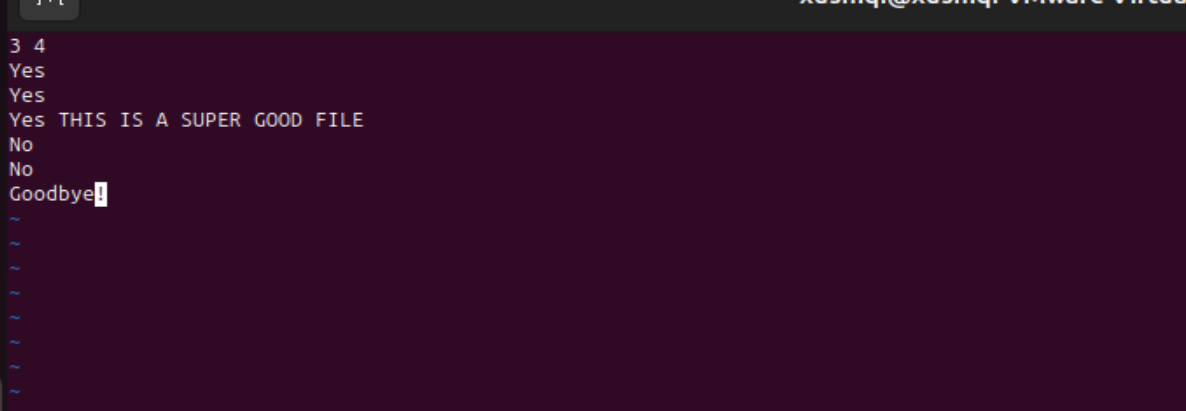 3 4
Yes
Yes
Yes THIS IS A SUPER GOOD FILE
No
No
Goodbye!
~
~
~
~
~
~
~
~